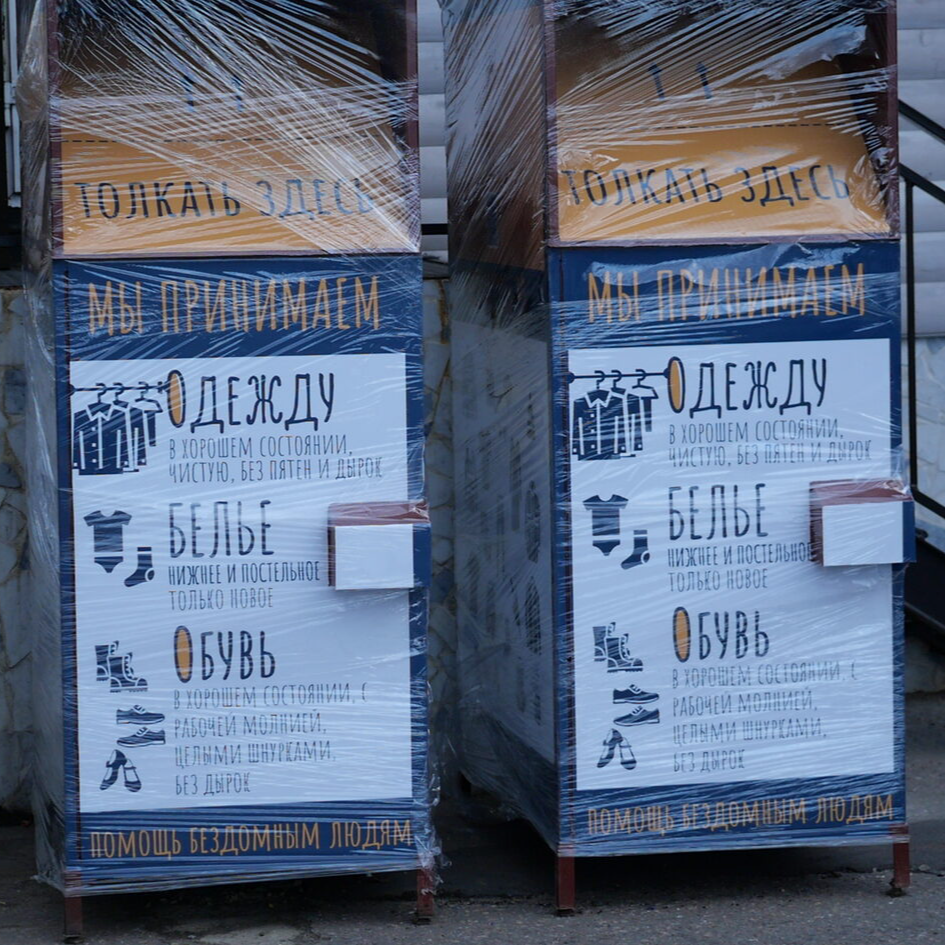 ТОЛКАТЬ ЗДЕСЬ
МЫ ПРИНИМАЕМ
ОДЕЖДУ
В ХОРОШЕМ СОСТОЯНИИ,
ЧИСТУЮ, БЕЗ ПЯТЕН И ДЫРОК
БЕЛЬЕ
НИЖНЕЕ И ПОСТЕЛЬНОЕ
ТОЛЬКО НОВОЕ
ОБУВЬ
В ХОРОШЕМ СОСТОЯНИИ, С
РАБОЧЕЙ МОЛНИЕЙ,
ЦЕЛЫМИ ШНУРКАМИ,
БЕЗ ДЫРОК
ПОМОЩЬ БЕЗДОМНЫМ ЛЮДЯМ
ТОЛКАТЬ ЗДЕСЬ
МЫ ПРИНИМАЕМ
ОДЕЖДУ
В ХОРОШЕМ СОСТОЯНИИ,
ЧИСТУЮ, БЕЗ ПЯТЕН И ДЫРОК
БЕЛЬЕ
НИЖНЕЕ И ПОСТЕЛЬНОЕ
ТОЛЬКО НОВОЕ
ОБУВЬ
В ХОРОШЕМ СОСТОЯНИИ, С
РАБОЧЕЙ МОЛНИЕЙ,
ЦЕЛЫМИ ШНУРКАМИ,
БЕЗ ДЫРОК
ПОМОЩЬ БЕЗДОМНЫМ ЛЮДЯМ